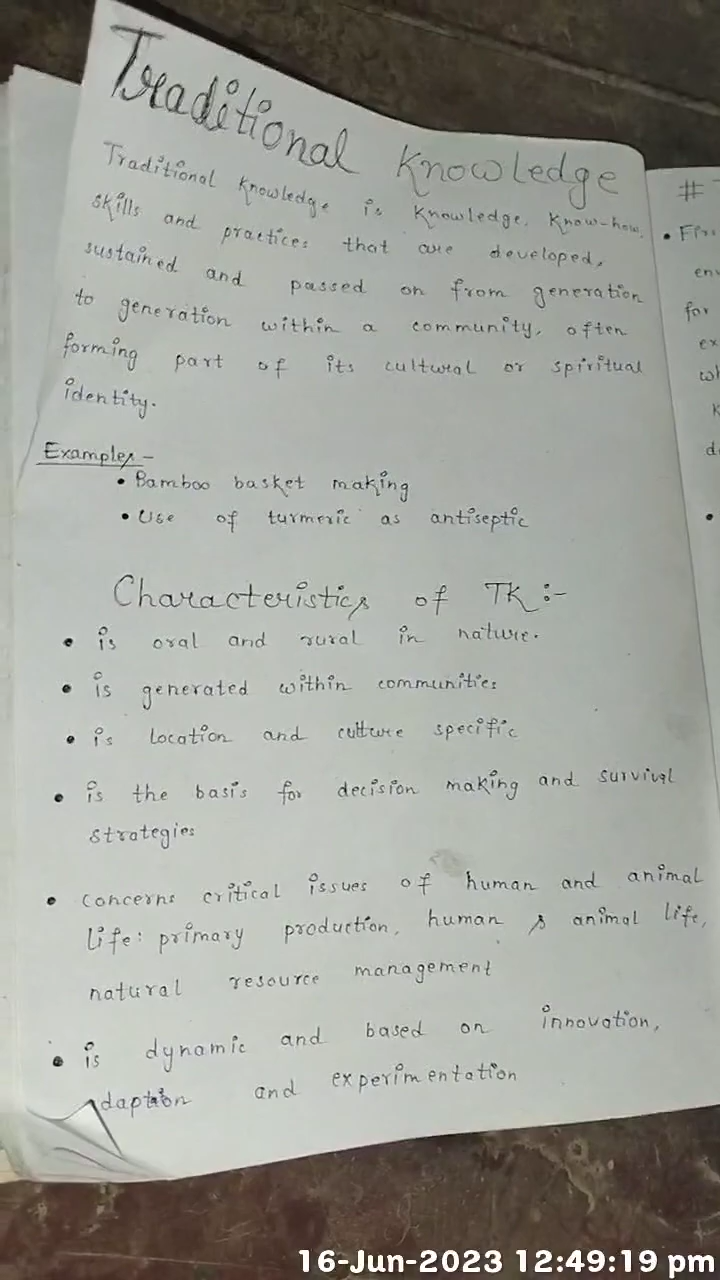 Traditional Knowledge
Traditional Knowledge is knowledge, know-how,
skills and practices that are developed,
sustained and passed on from generation
to generation within a community, often
forming part of its cultural or spiritual
identity.
Examples -
• Bamboo basket making
• Use of turmeric as antiseptic
Characteristics of TK :-
• is oral and rural in nature.
• is generated within communities
• is location and culture specific
• is the basis for decision making and survival
strategies
• concerns critical issues of human and animal
life: primary production, human & animal life,
natural resource management
• is dynamic and based on innovation,
daption and experimentation
#
•
en
for
ex
w
K
d
•
16-Jun-2023 12:49:19 pm